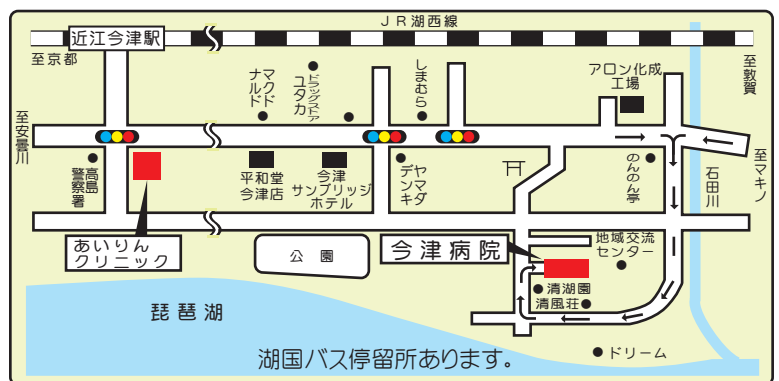 JR湖西線
近江今津駅
至京都
至敦賀
マクド
ナルド
ドラッグストア
ユタカ
しまむら
アロン化成
工場
至安曇川
高島
警察署
平和堂
今津店
今津
サンブリッジ
ホテル
ヤマダ
デンキ
のんのん亭
石田川
至マキノ
あいりん
クリニック
公園
今津病院
地域交流
センター
清湖園
清風荘
琵琶湖
湖国バス停留所あります。
ドリーム